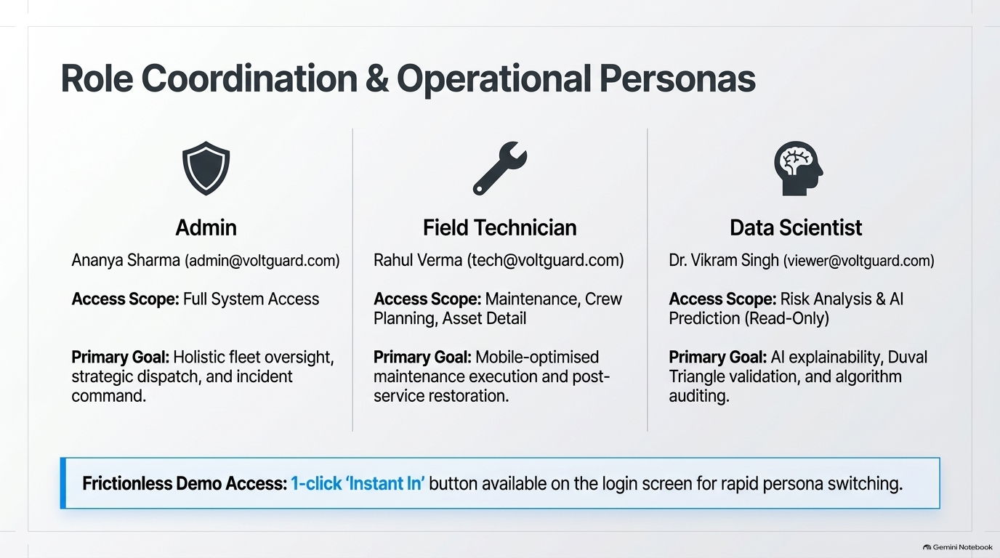 Role Coordination & Operational Personas
Admin
Ananya Sharma (admin@voltguard.com)
Access Scope: Full System Access
Primary Goal: Holistic fleet oversight,
strategic dispatch, and incident
command.
Field Technician
Rahul Verma (tech@voltguard.com)
Access Scope: Maintenance, Crew
Planning, Asset Detail
Primary Goal: Mobile-optimised
maintenance execution and post-
service restoration.
Data Scientist
Dr. Vikram Singh (viewer@voltguard.com)
Access Scope: Risk Analysis & AI
Prediction (Read-Only)
Primary Goal: AI explainability, Duval
Triangle validation, and algorithm
auditing.
Frictionless Demo Access: 1-click ‘Instant In’ button available on the login screen for rapid persona switching.
Gemini Notebook